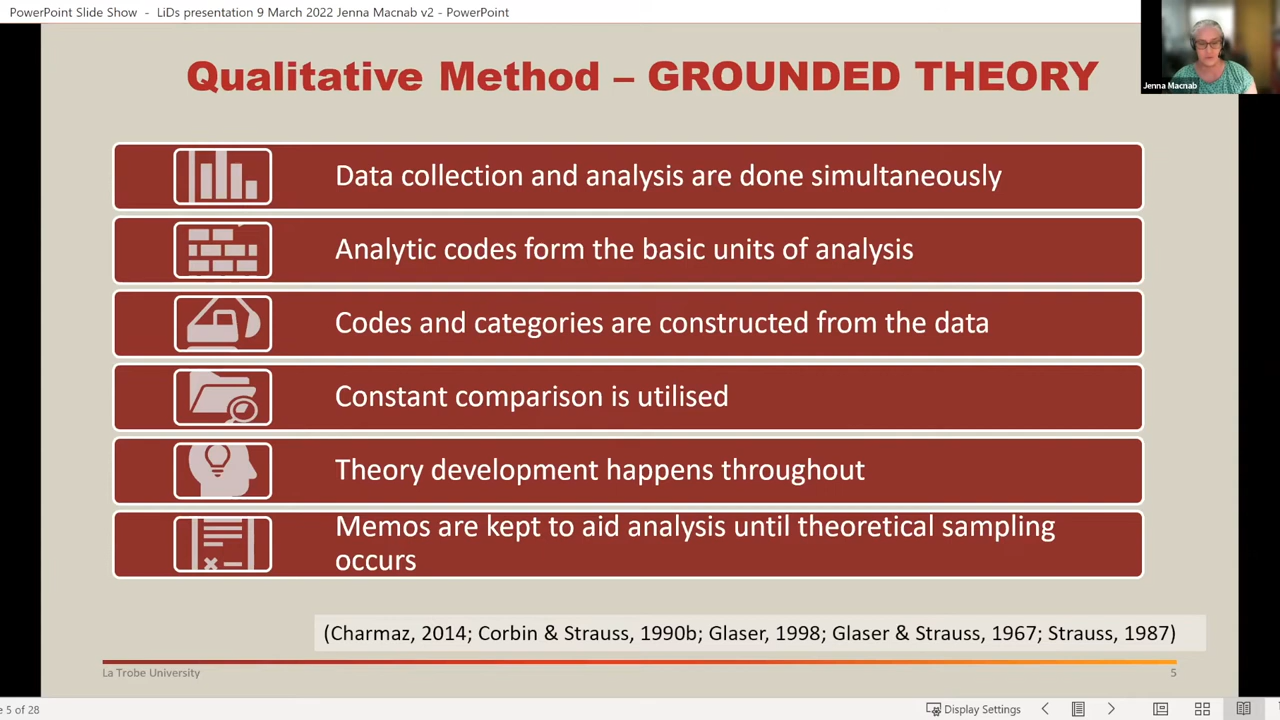 PowerPoint Slide Show - LiDs presentation 9 March 2022 Jenna Macnab v2 - PowerPoint
Jenna Macnab
Qualitative Method – GROUNDED THEORY
Data collection and analysis are done simultaneously
Analytic codes form the basic units of analysis
Codes and categories are constructed from the data
Constant comparison is utilised
Theory development happens throughout
Memos are kept to aid analysis until theoretical sampling
occurs
(Charmaz, 2014; Corbin & Strauss, 1990b; Glaser, 1998; Glaser & Strauss, 1967; Strauss, 1987)
La Trobe University
5
e 5 of 28
Display Settings